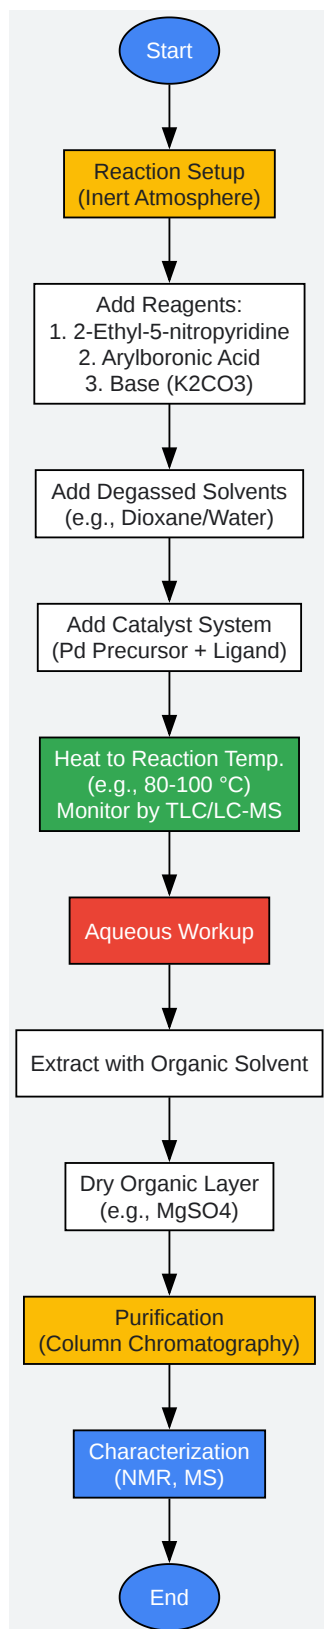 Start
Reaction Setup
(Inert Atmosphere)
Add Reagents:
1. 2-Ethyl-5-nitropyridine
2. Arylboronic Acid
3. Base (K2CO3)
Add Degassed Solvents
(e.g., Dioxane/Water)
Add Catalyst System
(Pd Precursor + Ligand)
Heat to Reaction Temp.
(e.g., 80-100 °C)
Monitor by TLC/LC-MS
Aqueous Workup
Extract with Organic Solvent
Dry Organic Layer
(e.g., MgSO4)
Purification
(Column Chromatography)
Characterization
(NMR, MS)
End